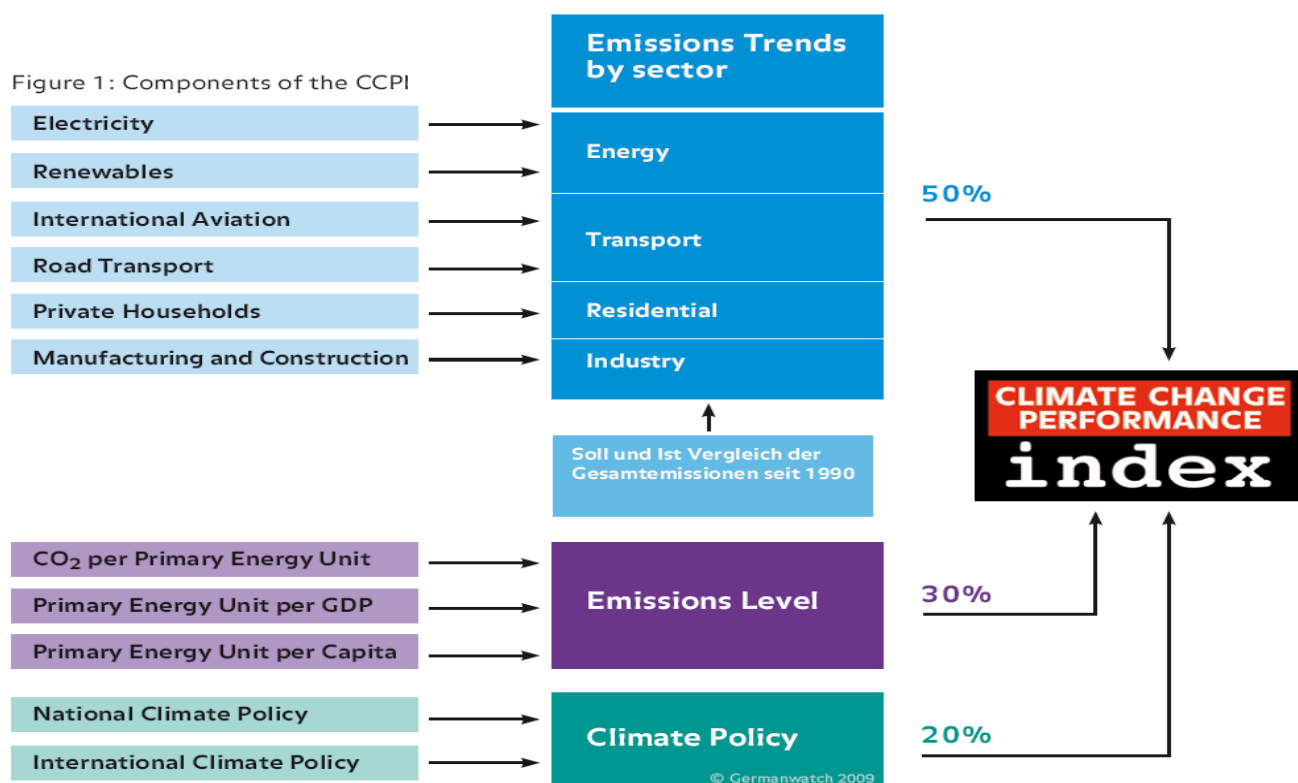 Figure 1: Components of the CCPI
Electricity
Renewables
International Aviation
Road Transport
Private Households
Manufacturing and Construction
Emissions Trends
by sector
Energy
Transport
Residential
Industry
Soll und Ist Vergleich der
Gesamtemissionen seit 1990
50%
CLIMATE CHANGE
PERFORMANCE
index
CO₂ per Primary Energy Unit
Primary Energy Unit per GDP
Primary Energy Unit per Capita
Emissions Level
30%
National Climate Policy
International Climate Policy
Climate Policy
20%
© Germanwatch 2009